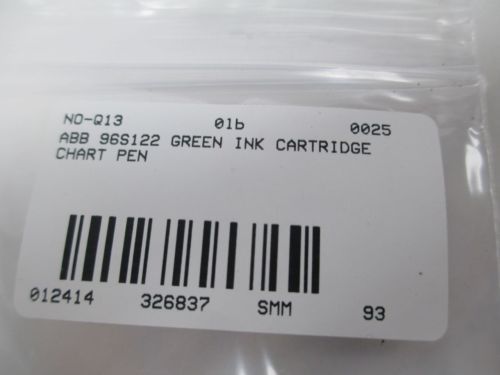 NO-Q13 01b 0025
ABB 96S122 GREEN INK CARTRIDGE
CHART PEN
012414 326837 SMM 93